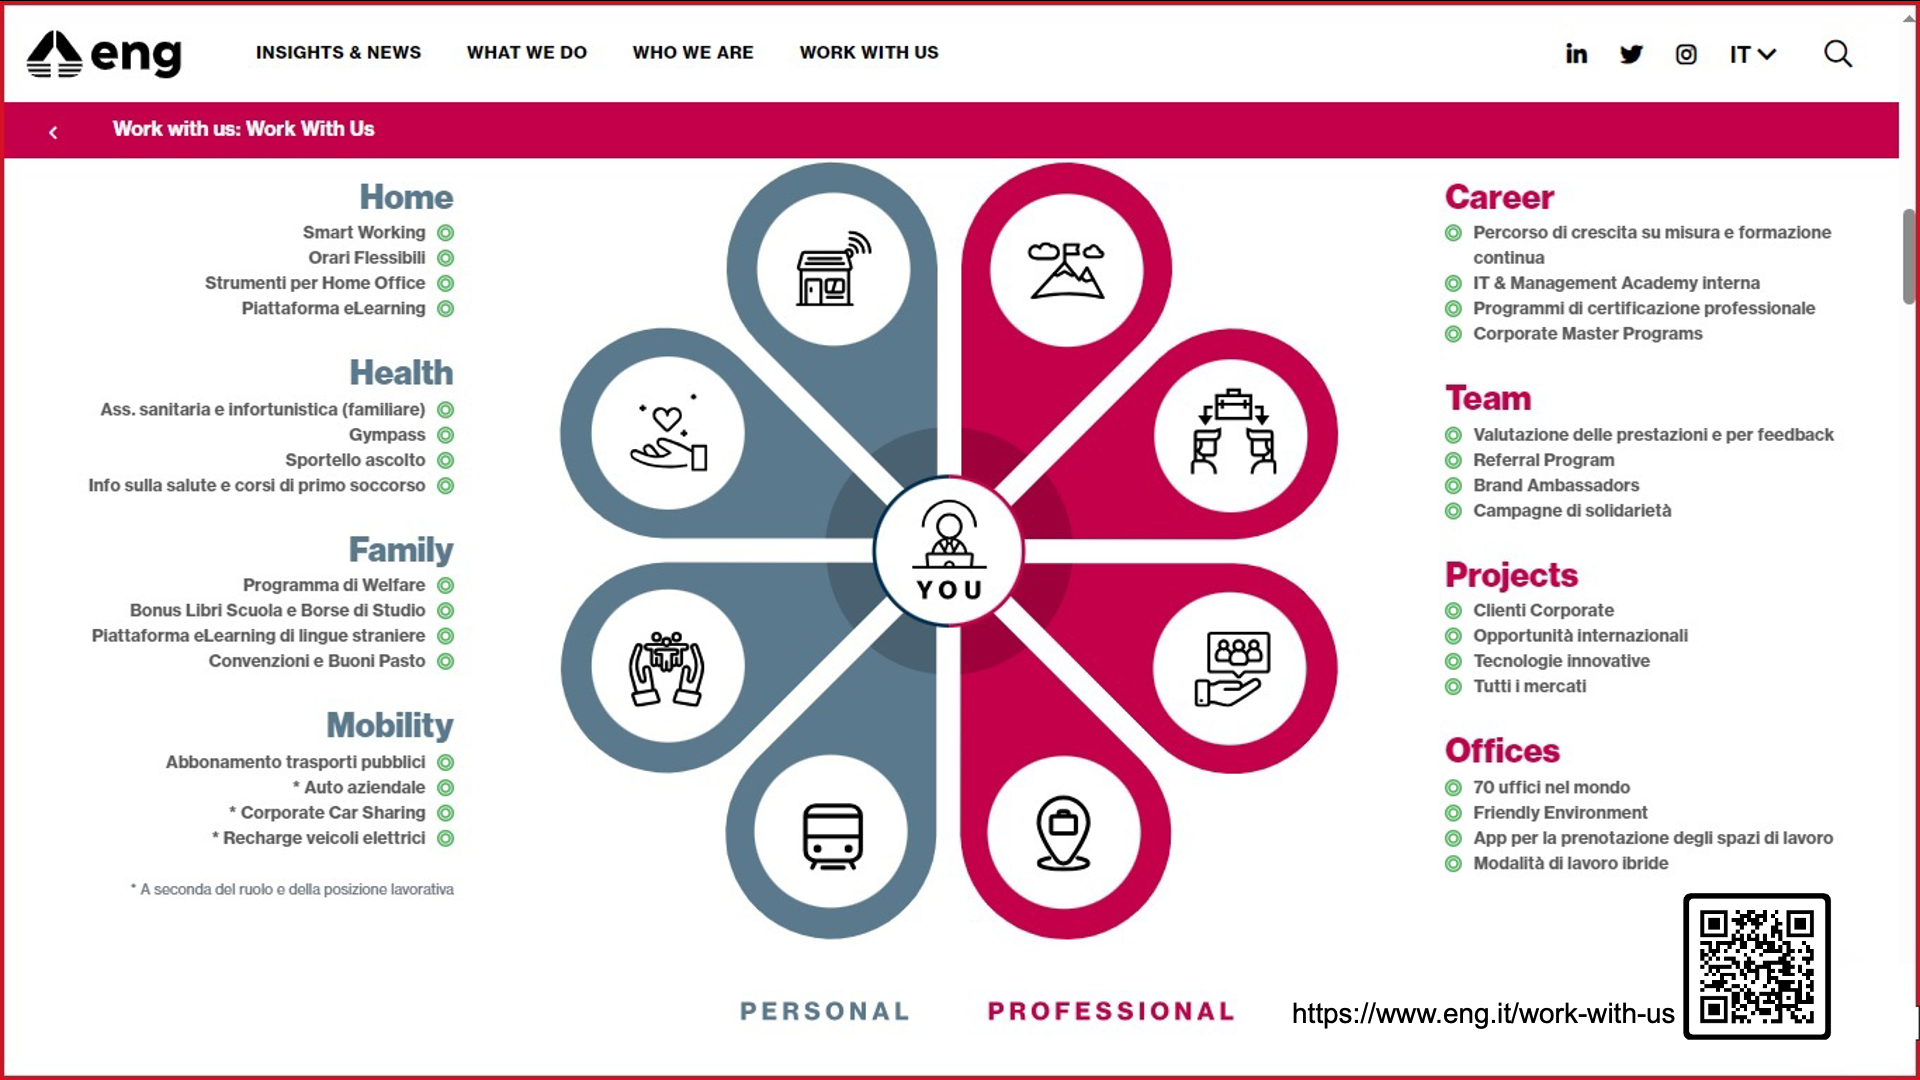 eng
INSIGHTS & NEWS
WHAT WE DO
WHO WE ARE
WORK WITH US
IT
Work with us: Work With Us
Home
Smart Working
Orari Flessibili
Strumenti per Home Office
Piattaforma eLearning
Health
Ass. sanitaria e infortunistica (familiare)
Gympass
Sportello ascolto
Info sulla salute e corsi di primo soccorso
Family
Programma di Welfare
Bonus Libri Scuola e Borse di Studio
Piattaforma eLearning di lingue straniere
Convenzioni e Buoni Pasto
Mobility
Abbonamento trasporti pubblici
* Auto aziendale
* Corporate Car Sharing
* Recharge veicoli elettrici
* A seconda del ruolo e della posizione lavorativa
YOU
Career
Percorso di crescita su misura e formazione
continua
IT & Management Academy interna
Programmi di certificazione professionale
Corporate Master Programs
Team
Valutazione delle prestazioni e per feedback
Referral Program
Brand Ambassadors
Campagne di solidarietà
Projects
Clienti Corporate
Opportunità internazionali
Tecnologie innovative
Tutti i mercati
Offices
70 uffici nel mondo
Friendly Environment
App per la prenotazione degli spazi di lavoro
Modalità di lavoro ibride
PERSONAL
PROFESSIONAL
https://www.eng.it/work-with-us